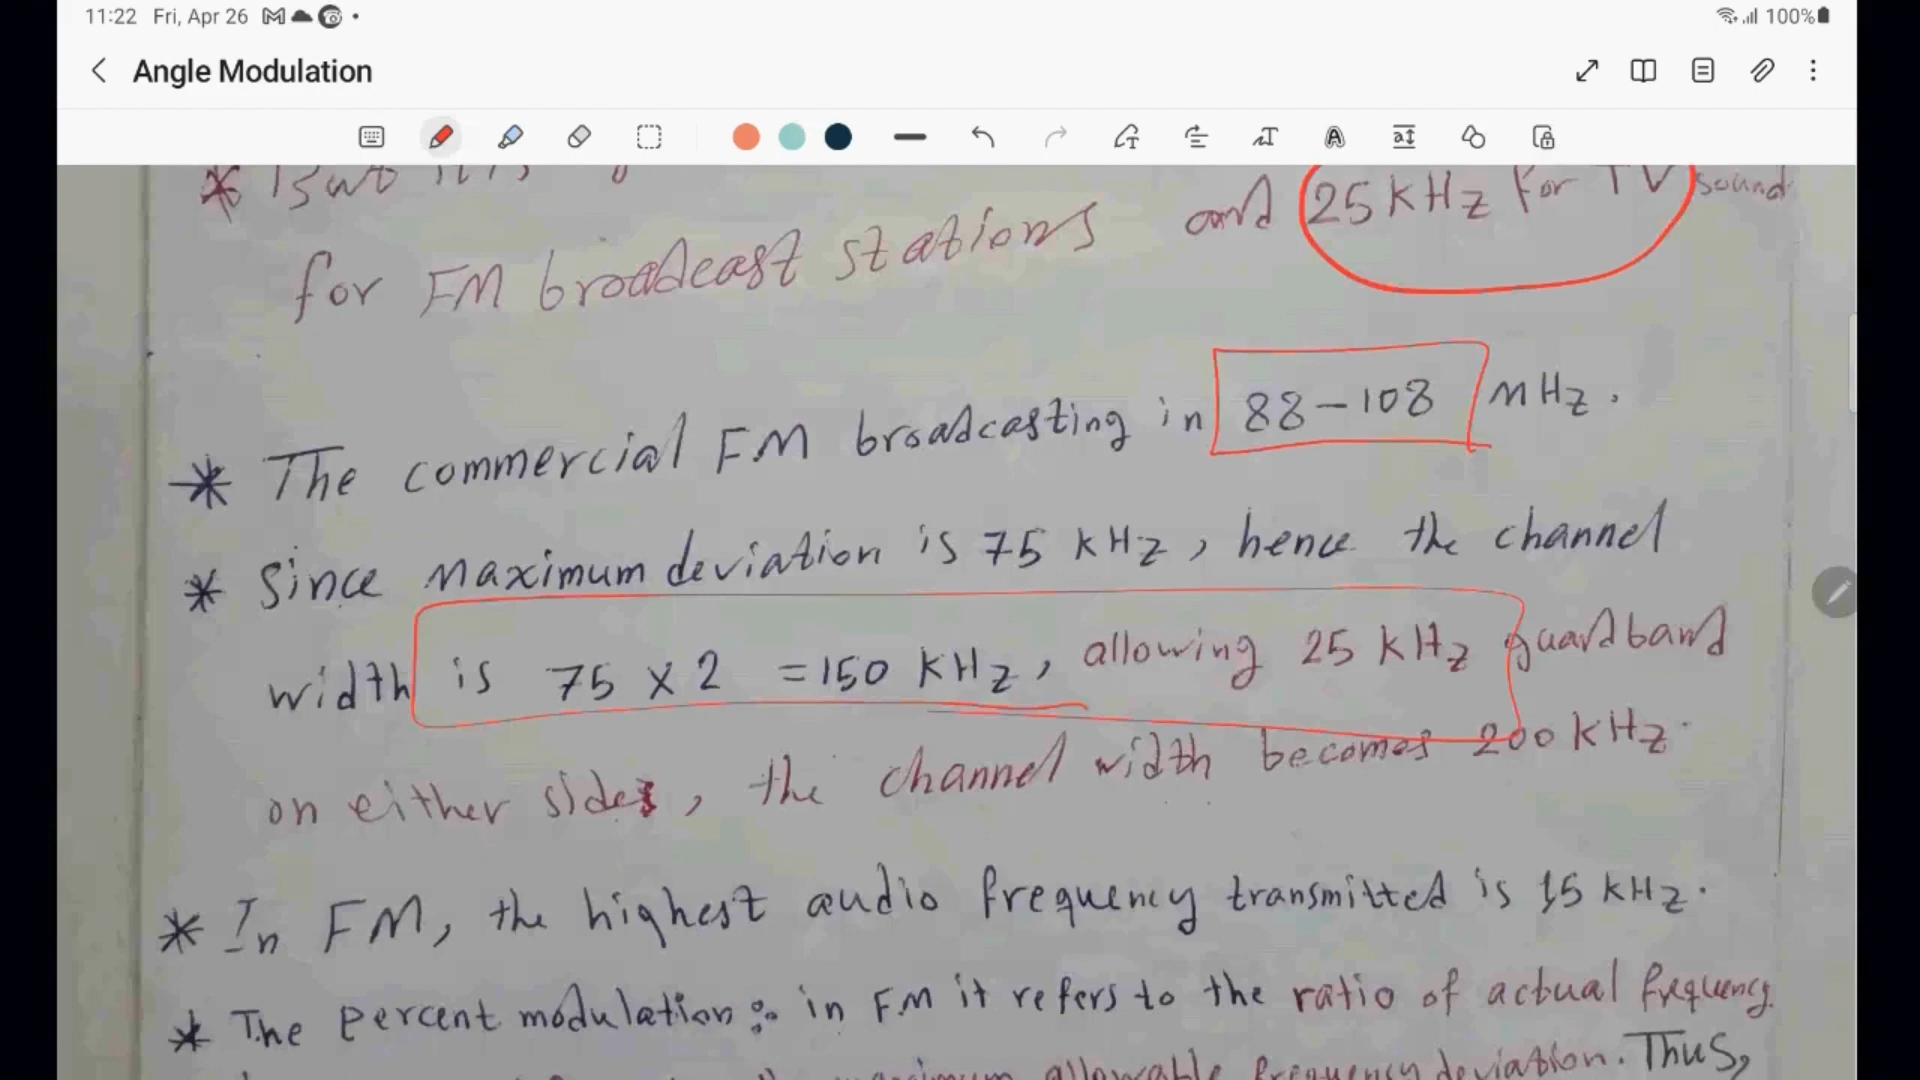 11:22 Fri, Apr 26
100%
Angle Modulation
and 25 KHz for TV sound
for FM broadcast stations
* The commercial FM broadcasting in 88-108 MHz.
* Since Maximum deviation is 75 KHz, hence the channel
width is 75 x 2 = 150 KHz, allowing 25 KHz guardband
on either sides, the channel width becomes 200 KHz.
* In FM, the highest audio frequency transmitted is 15 KHz.
* The percent modulation : in FM it refers to the ratio of actual frequency
allowable frequency deviation. Thus,